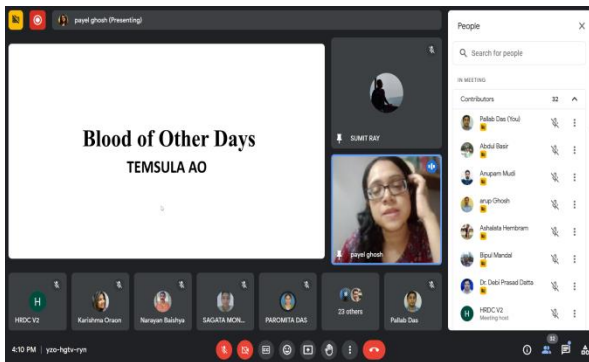 payel ghosh (Presenting)
Blood of Other Days
TEMSULA AO
SUMIT RAY
payel ghosh
H
HRDC V2
Karishma Oraon
Narayan Baishya
SAGATA MON...
PAROMITA DAS
23 others
Pallab Das
People
Search for people
IN MEETING
Contributors
32
Pallab Das (You)
Abdul Basir
Anupam Mudi
arup Ghosh
Ashalata Hembram
Bipul Mandal
Dr. Debi Prasad Datta
H
HRDC V2
Meeting host
4:10 PM | yzo-hgtv-ryn
32